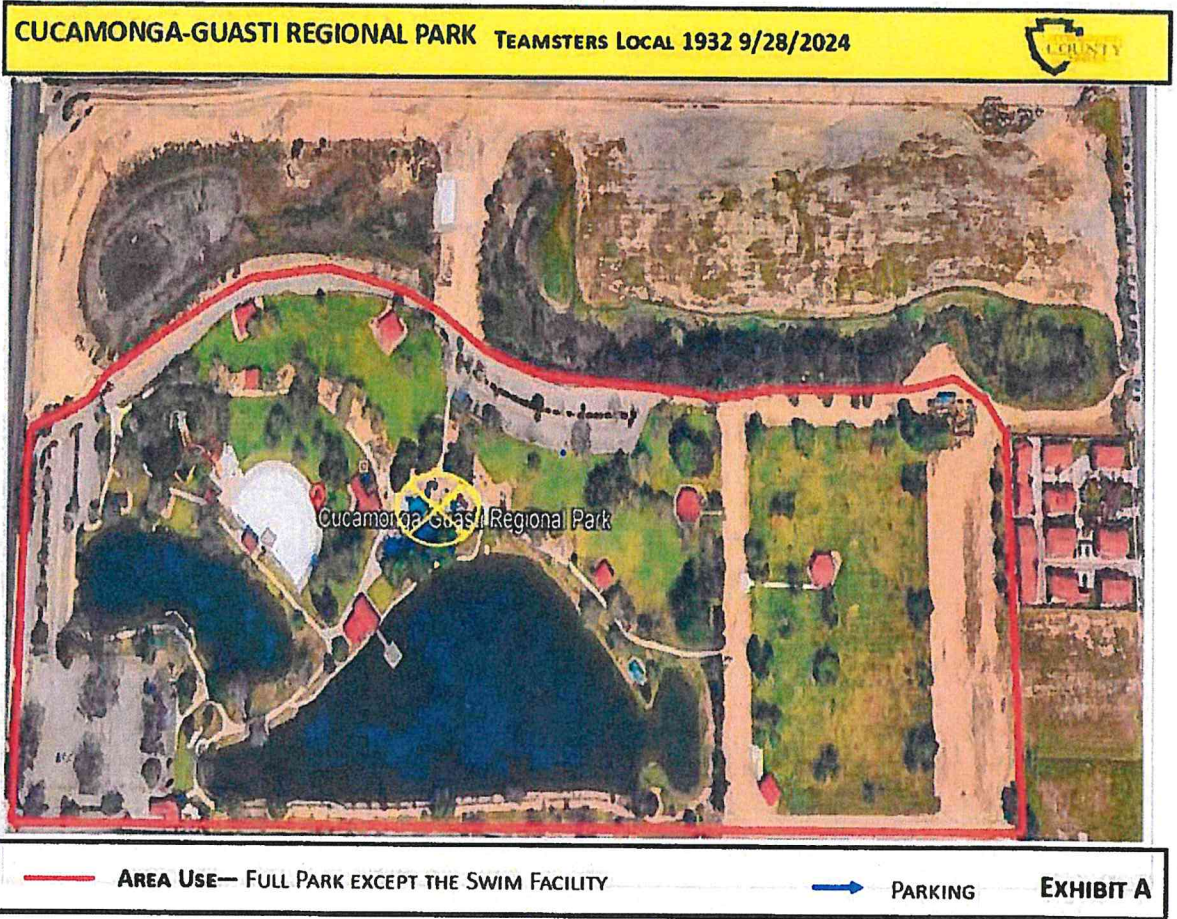 CUCAMONGA-GUASTI REGIONAL PARK TEAMSTERS LOCAL 1932 9/28/2024
COUNTY
Cucamonga-Guasti Regional Park
AREA USE— FULL PARK EXCEPT THE SWIM FACILITY
PARKING
EXHIBIT A